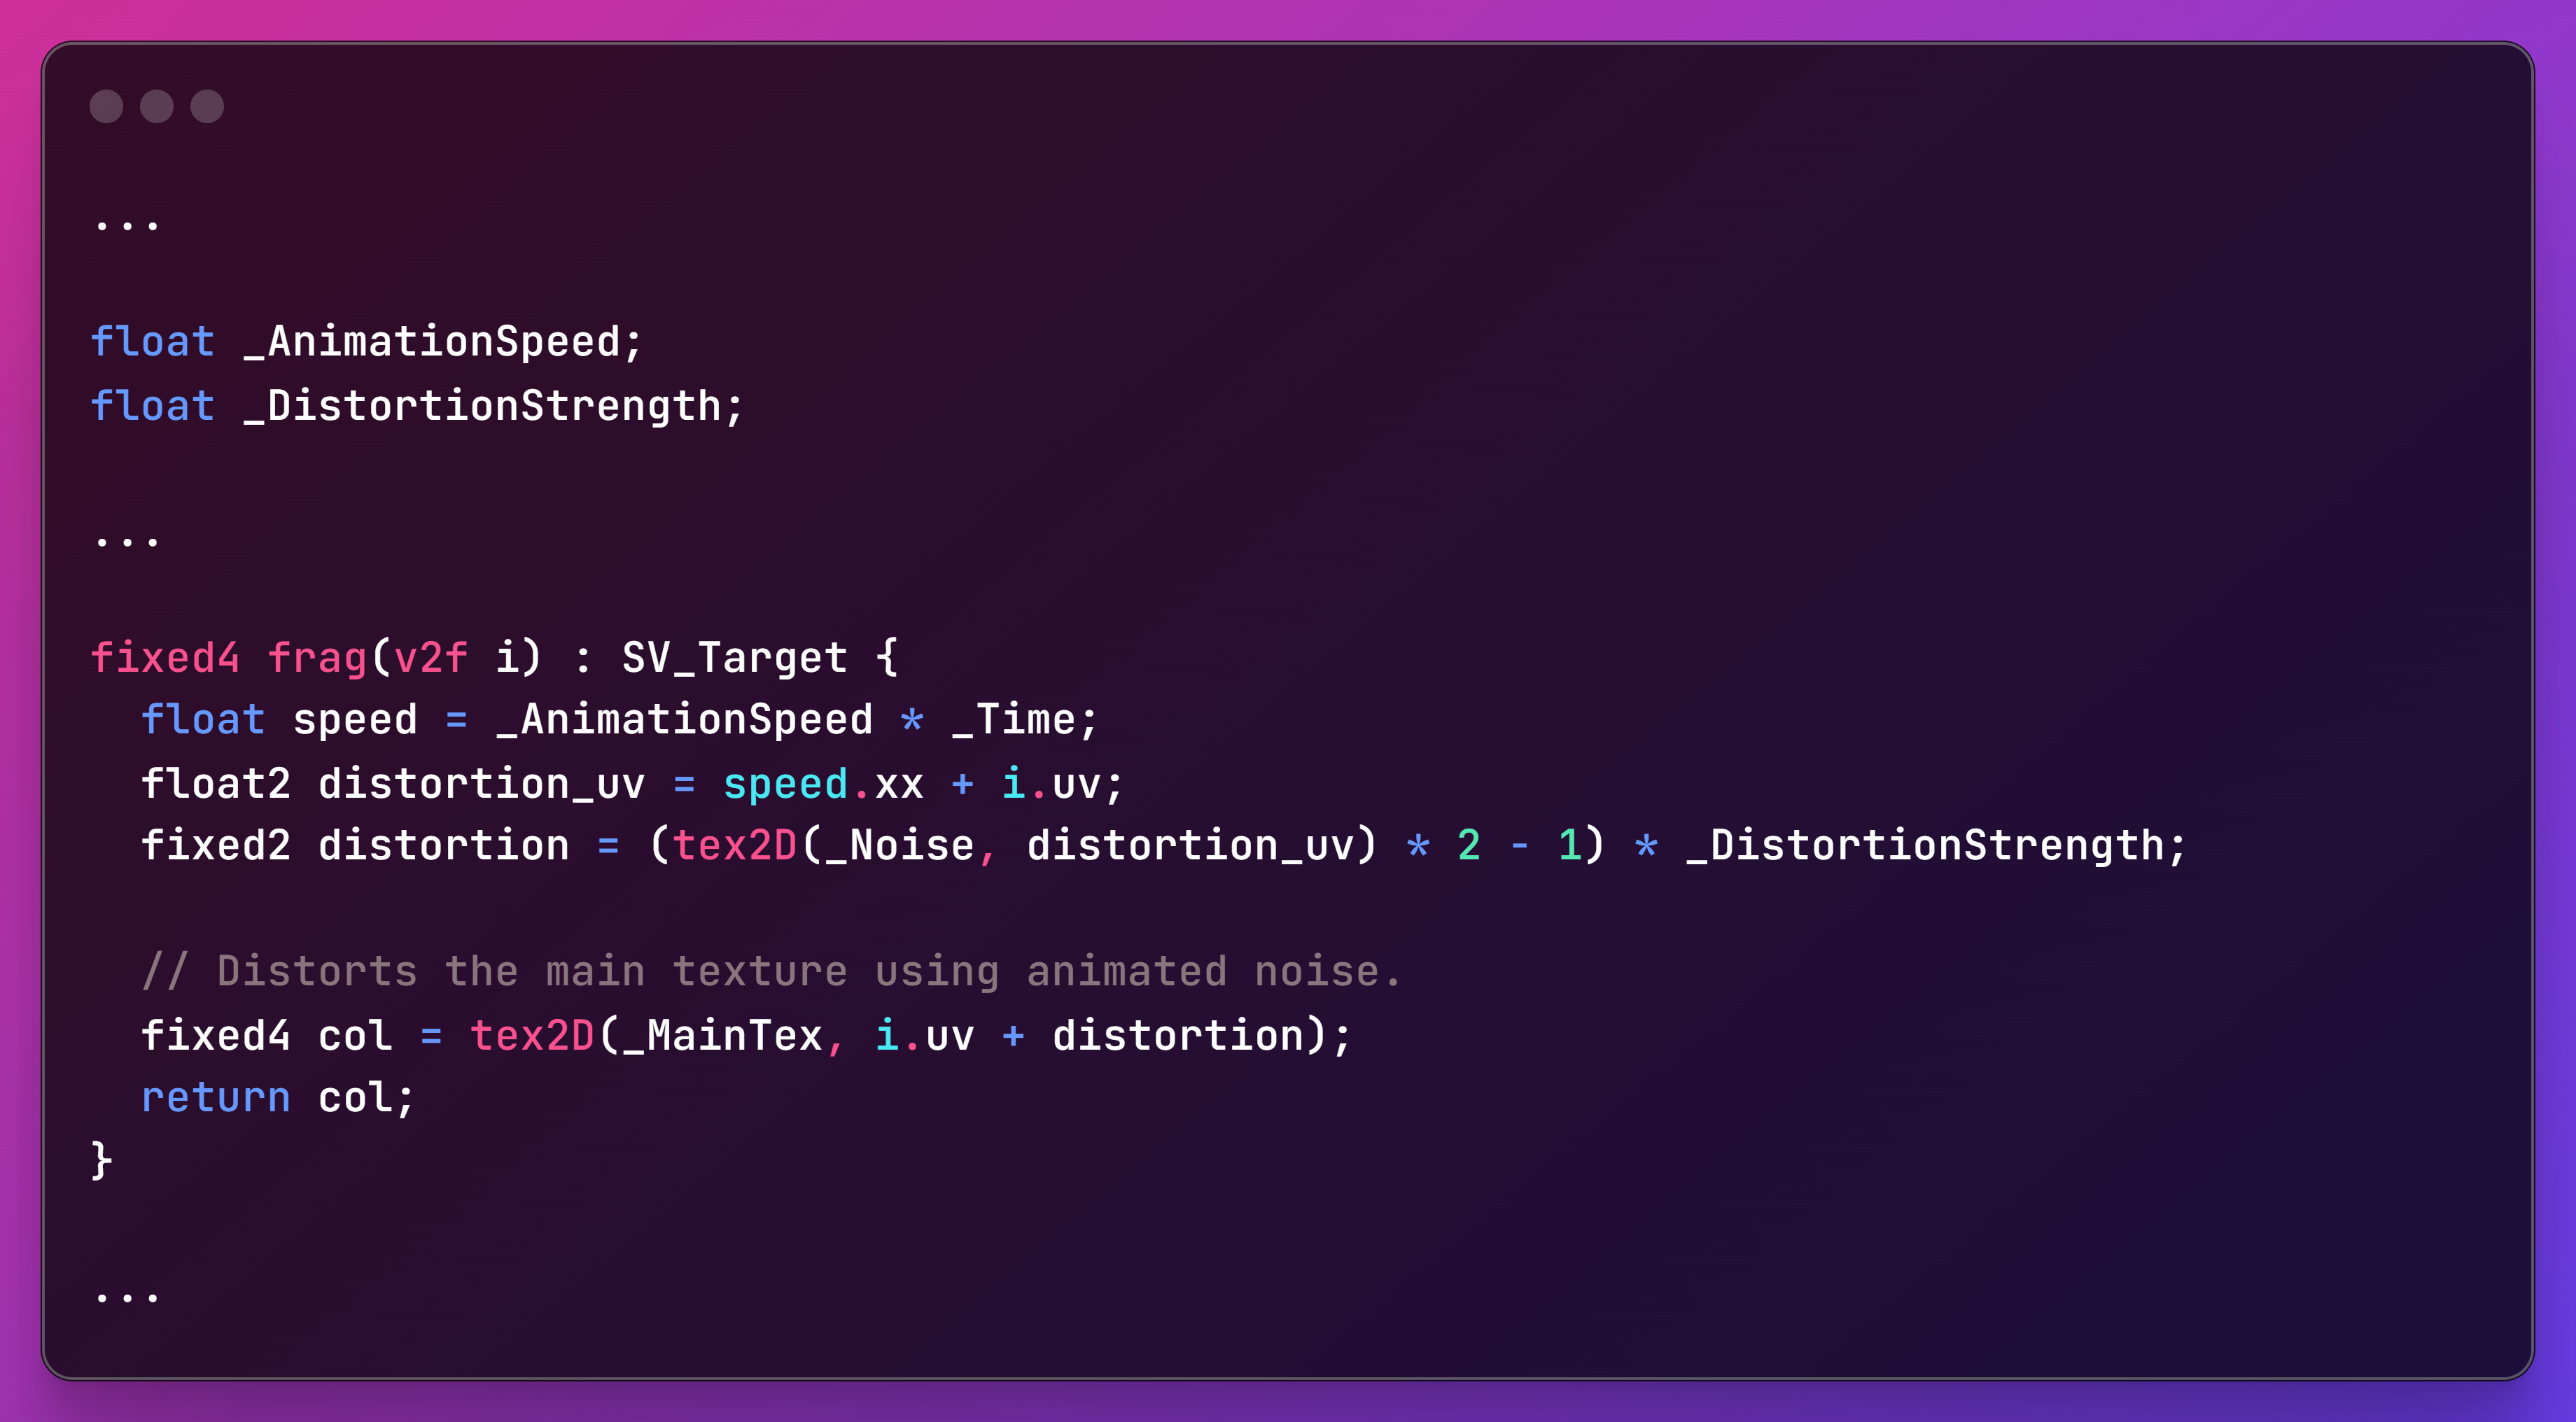 ...
float _AnimationSpeed;
float _DistortionStrength;
...
fixed4 frag(v2f i) : SV_Target {
  float speed = _AnimationSpeed * _Time;
  float2 distortion_uv = speed.xx + i.uv;
  fixed2 distortion = (tex2D(_Noise, distortion_uv) * 2 - 1) * _DistortionStrength;
  // Distorts the main texture using animated noise.
  fixed4 col = tex2D(_MainTex, i.uv + distortion);
  return col;
}
...